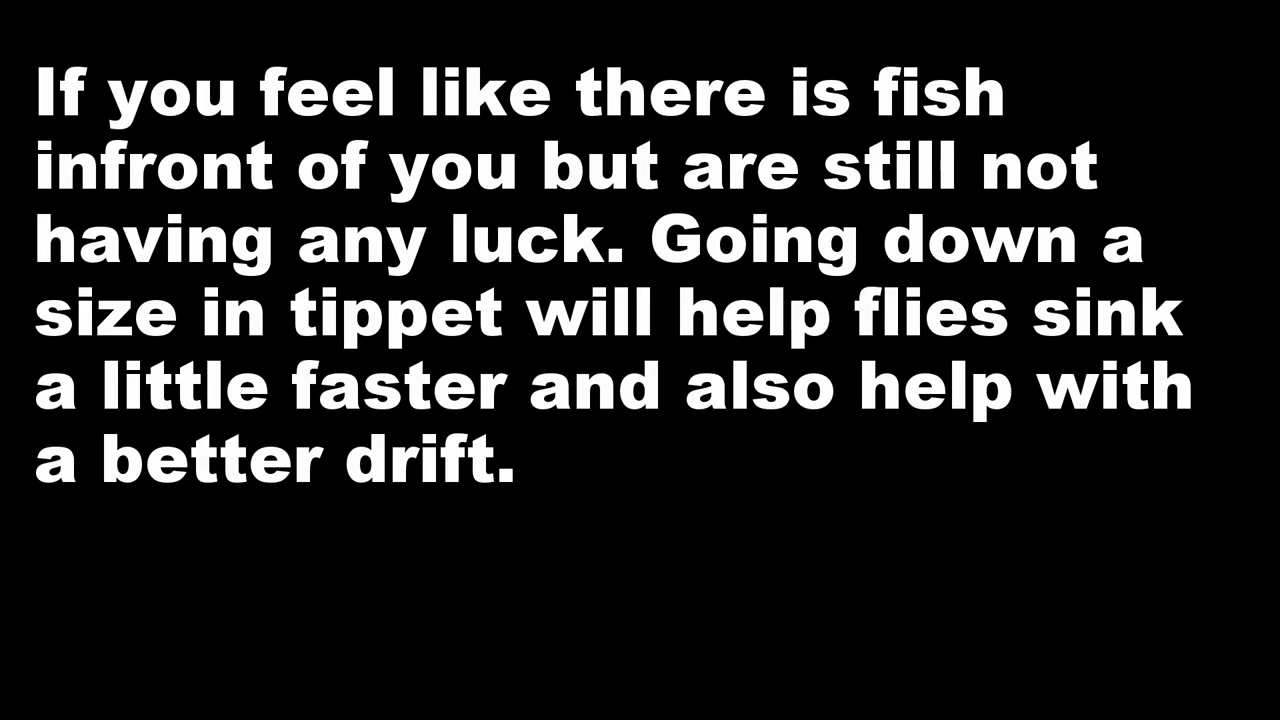 If you feel like there is fish
infront of you but are still not
having any luck. Going down a
size in tippet will help flies sink
a little faster and also help with
a better drift.